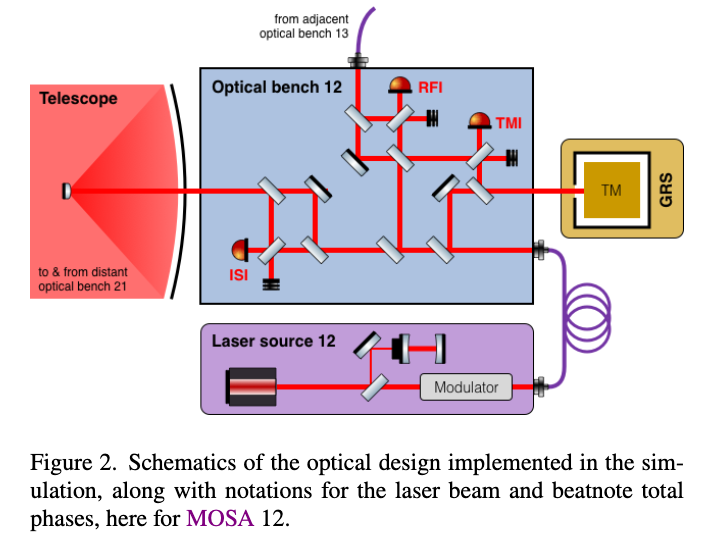 from adjacent
optical bench 13
Telescope
Optical bench 12
RFI
TMI
TM
GRS
to & from distant
optical bench 21
ISI
Laser source 12
Modulator
Figure 2. Schematics of the optical design implemented in the sim-
ulation, along with notations for the laser beam and beatnote total
phases, here for MOSA 12.